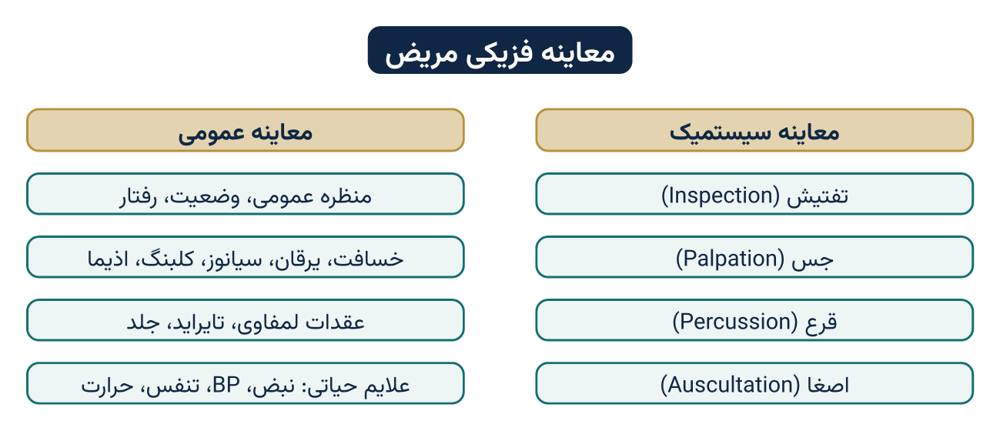 معاینه فزیکی مریض
معاینه سیستمیک
تفتیش (Inspection)
جس (Palpation)
قرع (Percussion)
اصغا (Auscultation)
معاینه عمومی
منظره عمومی، وضعیت، رفتار
خسافت، یرقان، سیانوز، کلبنگ، اذیما
عقدات لمفاوی، تایراید، جلد
علایم حیاتی: نبض، BP، تنفس، حرارت